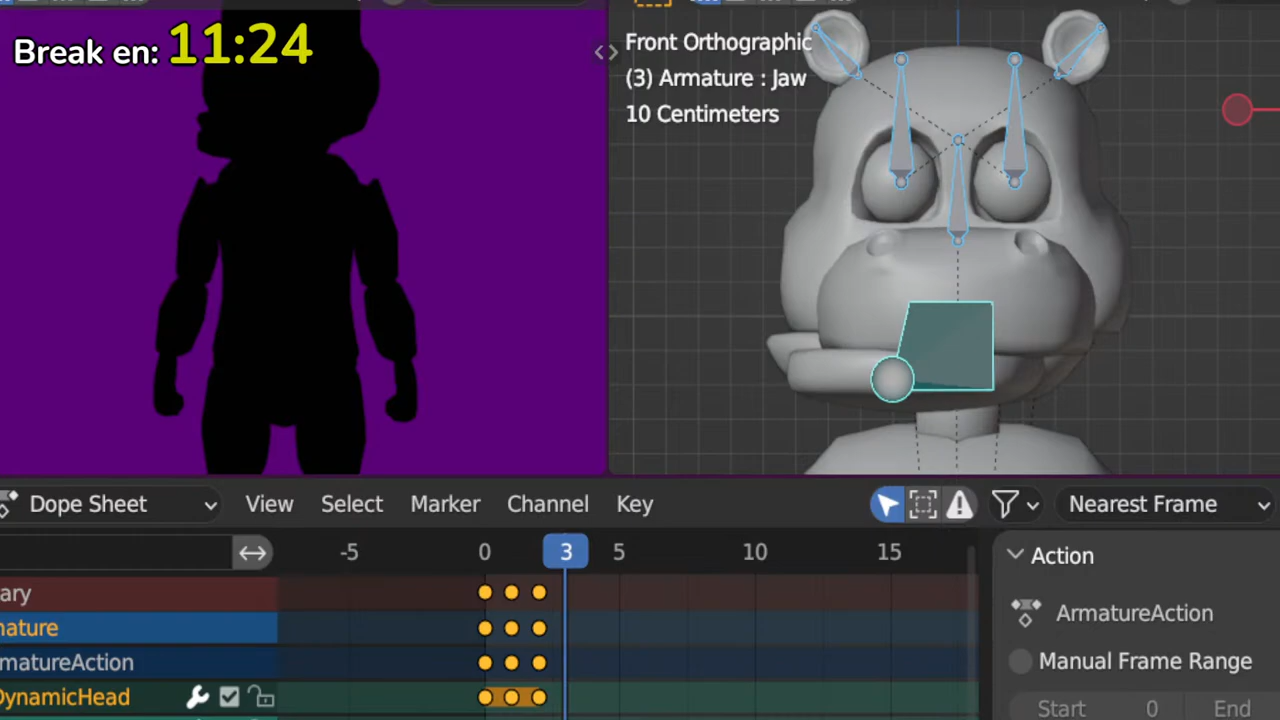 Break en: 11:24
Front Orthographic
(3) Armature : Jaw
10 Centimeters
Dope Sheet View Select Marker Channel Key Nearest Frame
-5 0 3 5 10 15
ary
nature
rmatureAction
DynamicHead
Action
ArmatureAction
Manual Frame Range
Start 0 End